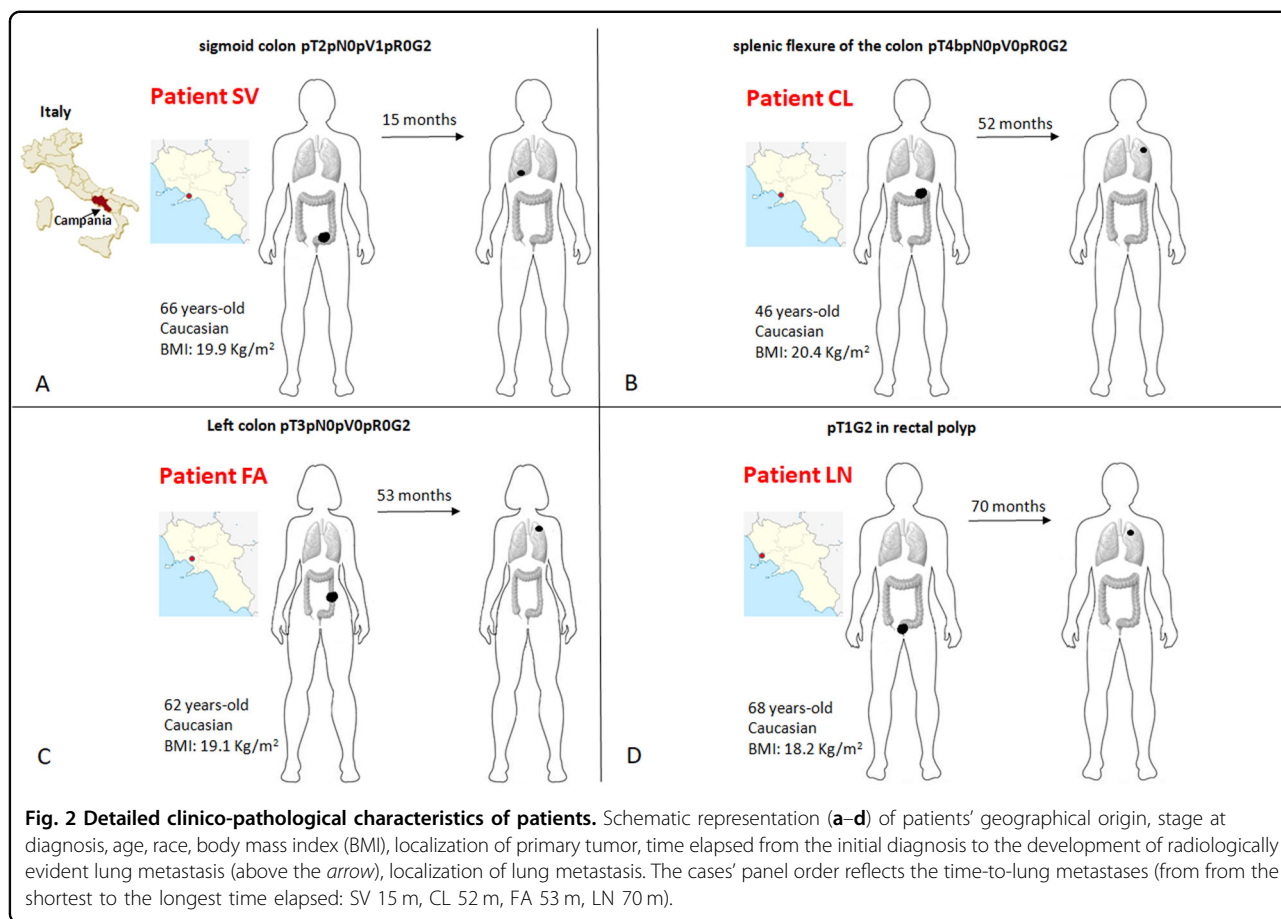 sigmoid colon pT2pN0pV1pR0G2
Italy
Campania
Patient SV
15 months
66 years-old
Caucasian
BMI: 19.9 Kg/m²
A
splenic flexure of the colon pT4bpN0pV0pR0G2
Patient CL
52 months
46 years-old
Caucasian
BMI: 20.4 Kg/m²
B
Left colon pT3pN0pV0pR0G2
Patient FA
53 months
62 years-old
Caucasian
BMI: 19.1 Kg/m²
C
pT1G2 in rectal polyp
Patient LN
70 months
68 years-old
Caucasian
BMI: 18.2 Kg/m²
D
Fig. 2 Detailed clinico-pathological characteristics of patients. Schematic representation (a–d) of patients' geographical origin, stage at
diagnosis, age, race, body mass index (BMI), localization of primary tumor, time elapsed from the initial diagnosis to the development of radiologically
evident lung metastasis (above the arrow), localization of lung metastasis. The cases' panel order reflects the time-to-lung metastases (from from the
shortest to the longest time elapsed: SV 15 m, CL 52 m, FA 53 m, LN 70 m).